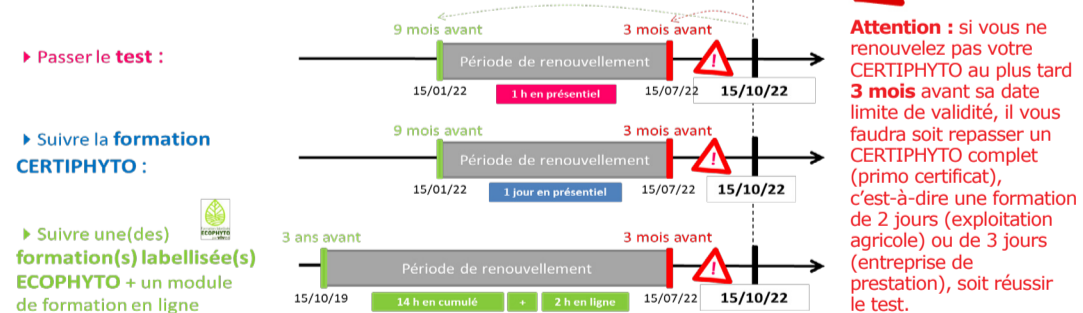 9 mois avant
3 mois avant
Passer le test :
Période de renouvellement
15/01/22
1 h en présentiel
15/07/22
15/10/22
9 mois avant
3 mois avant
Suivre la formation
CERTIPHYTO :
Période de renouvellement
15/01/22
1 jour en présentiel
15/07/22
15/10/22
ECOPHYTO
Suivre une(des)
formation(s) labellisée(s)
ECOPHYTO + un module
de formation en ligne
3 ans avant
3 mois avant
Période de renouvellement
15/10/19
14 h en cumulé
+
2 h en ligne
15/07/22
15/10/22
Attention : si vous ne
renouvelez pas votre
CERTIPHYTO au plus tard
3 mois avant sa date
limite de validité, il vous
faudra soit repasser un
CERTIPHYTO complet
(primo certificat),
c’est-à-dire une formation
de 2 jours (exploitation
agricole) ou de 3 jours
(entreprise de
prestation), soit réussir
le test.